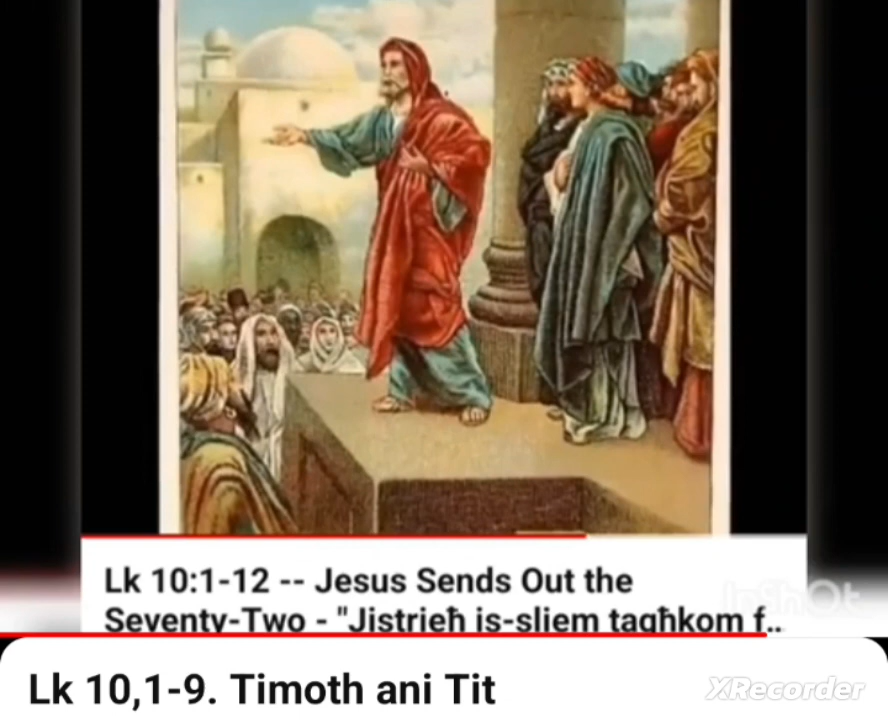 Lk 10:1-12 -- Jesus Sends Out the
Seventy-Two - "Jistrieħ is-sliem tagħkom f..
InShOt
Lk 10,1-9. Timoth ani Tit
XRecorder